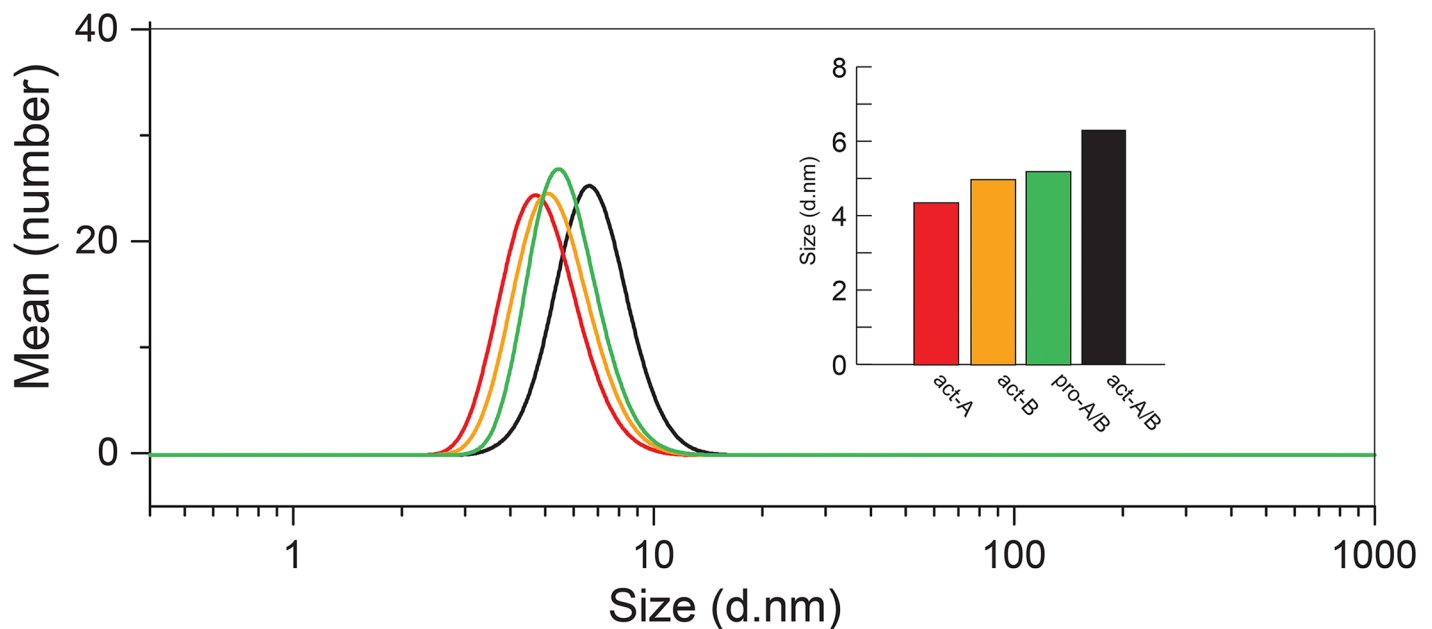 40
20
0
Mean (number)
1
10
100
1000
Size (d.nm)
8
6
4
2
0
Size (d.nm)
act-A
act-B
pro-A/B
act-A/B